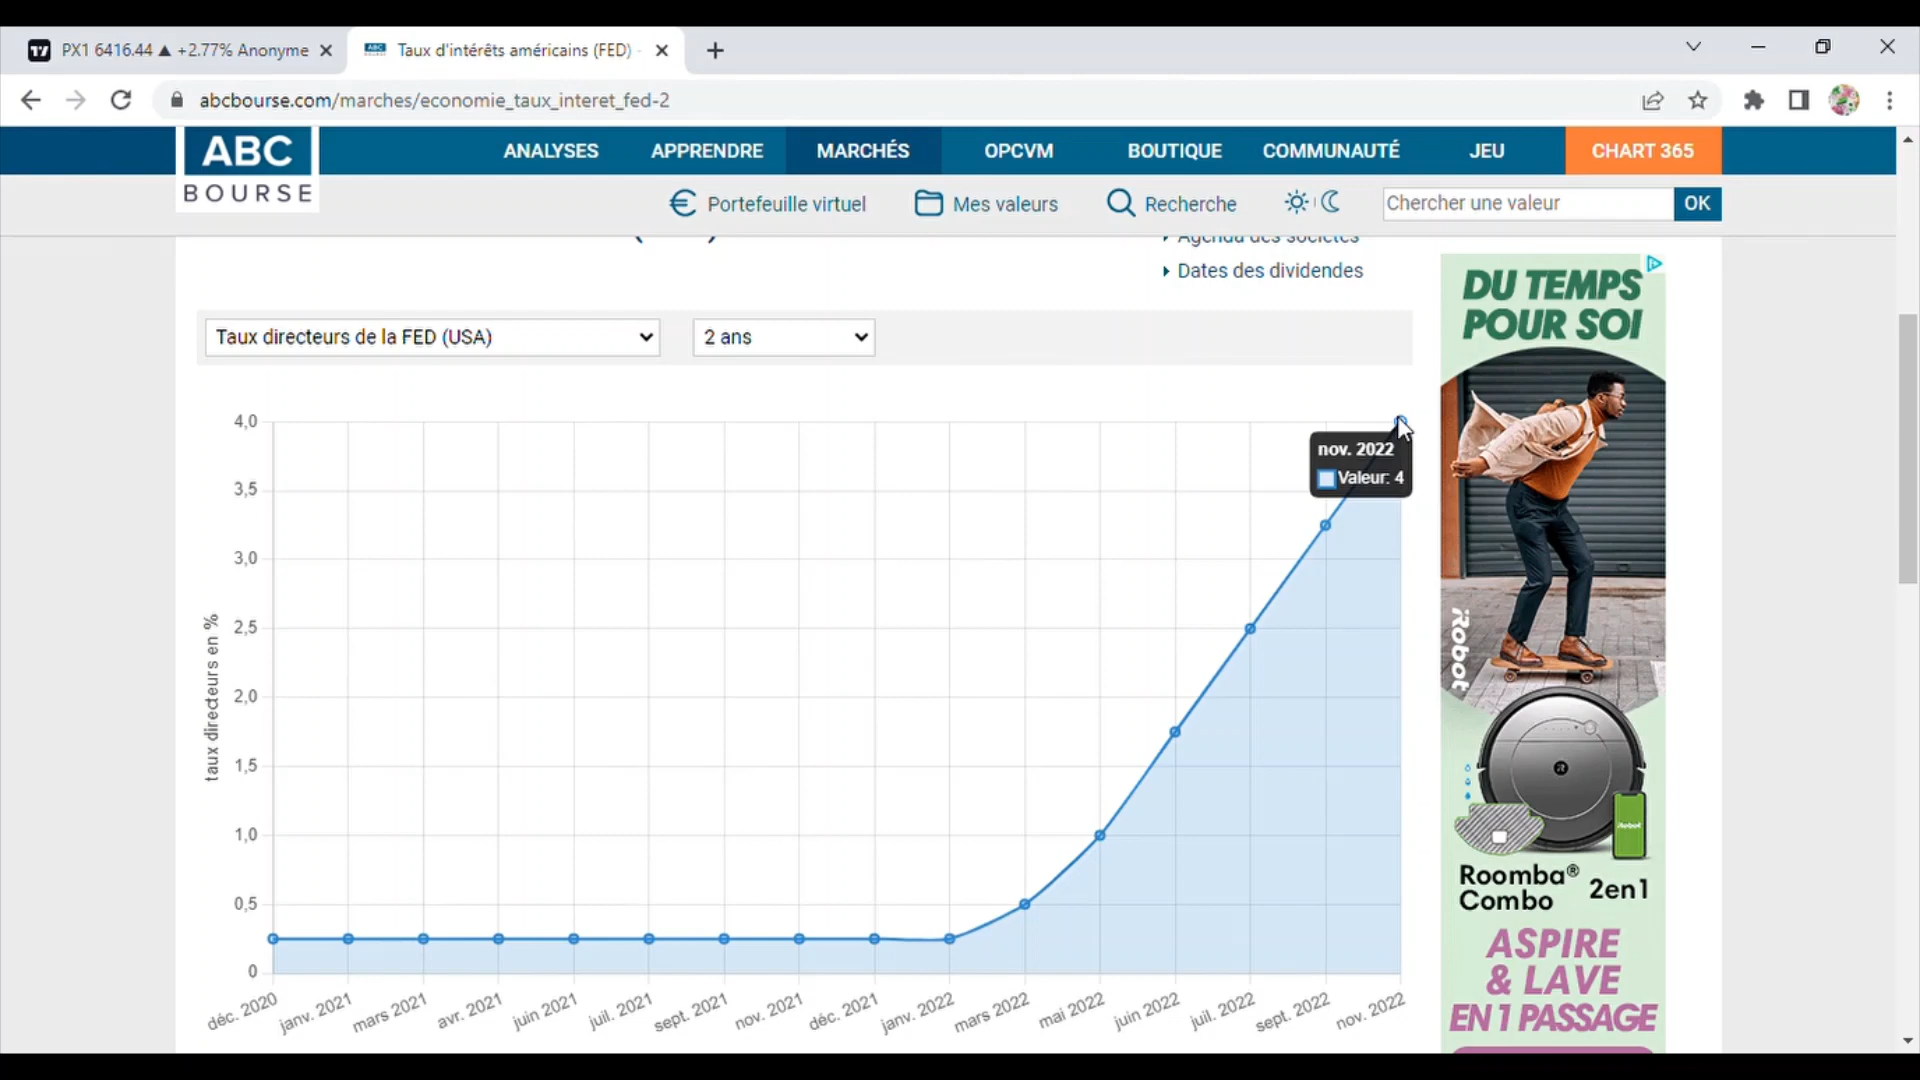 PX1 6416.44 ▲ +2.77% Anonyme
Taux d'intérêts américains (FED) -
abcbourse.com/marches/economie_taux_interet_fed-2
ABC
BOURSE
ANALYSES
APPRENDRE
MARCHÉS
OPCVM
BOUTIQUE
COMMUNAUTÉ
JEU
CHART 365
Portefeuille virtuel
Mes valeurs
Recherche
Chercher une valeur
OK
Agenda des sociétés
Dates des dividendes
Taux directeurs de la FED (USA)
2 ans
taux directeurs en %
4,0
3,5
3,0
2,5
2,0
1,5
1,0
0,5
0
nov. 2022
Valeur: 4
déc. 2020
janv. 2021
mars 2021
avr. 2021
juin 2021
juil. 2021
sept. 2021
nov. 2021
déc. 2021
janv. 2022
mars 2022
mai 2022
juin 2022
juil. 2022
sept. 2022
nov. 2022
DU TEMPS
POUR SOI
iRobot
iRobot
Roomba®
Combo
2en1
ASPIRE
& LAVE
EN 1 PASSAGE